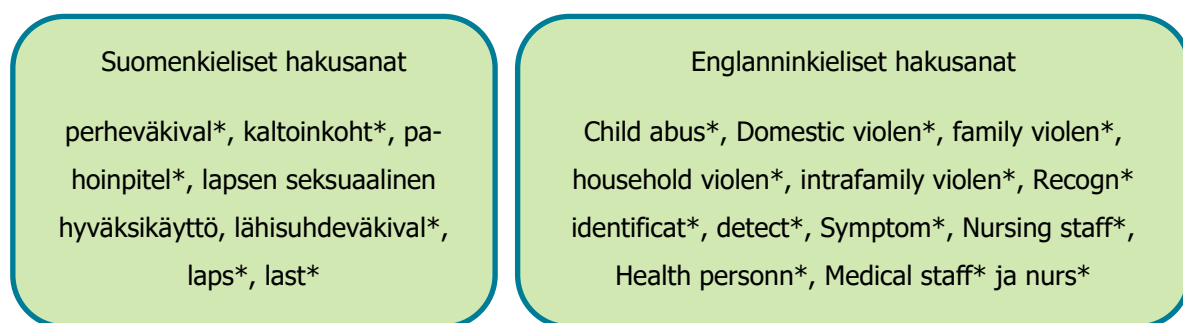 Suomenkieliset hakusanat
perheväkival*, kaltoinkoht*, pa-
hoinpitel*, lapsen seksuaalinen
hyväksikäyttö, lähisuhdeväkival*,
laps*, last*
Englanninkieliset hakusanat
Child abus*, Domestic violen*, family violen*,
household violen*, intrafamily violen*, Recogn*
identificat*, detect*, Symptom*, Nursing staff*,
Health personn*, Medical staff* ja nurs*